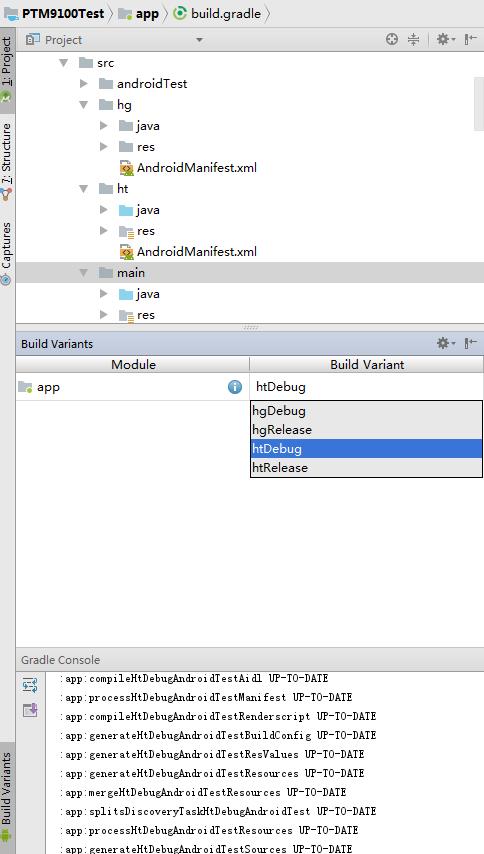 PTM9100Test app build.gradle
1: Project
Project
src
androidTest
hg
java
res
AndroidManifest.xml
7: Structure
ht
java
res
AndroidManifest.xml
Captures
main
java
res
Build Variants
Module Build Variant
app htDebug
hgDebug
hgRelease
htDebug
htRelease
Gradle Console
:app:compileHtDebugAndroidTestAidl UP-TO-DATE
:app:processHtDebugAndroidTestManifest UP-TO-DATE
:app:compileHtDebugAndroidTestRenderscript UP-TO-DATE
:app:generateHtDebugAndroidTestBuildConfig UP-TO-DATE
:app:generateHtDebugAndroidTestResValues UP-TO-DATE
:app:generateHtDebugAndroidTestResources UP-TO-DATE
:app:mergeHtDebugAndroidTestResources UP-TO-DATE
:app:splitsDiscoveryTaskHtDebugAndroidTest UP-TO-DATE
:app:processHtDebugAndroidTestResources UP-TO-DATE
:app:generateHtDebugAndroidTestSources UP-TO-DATE
Build Variants